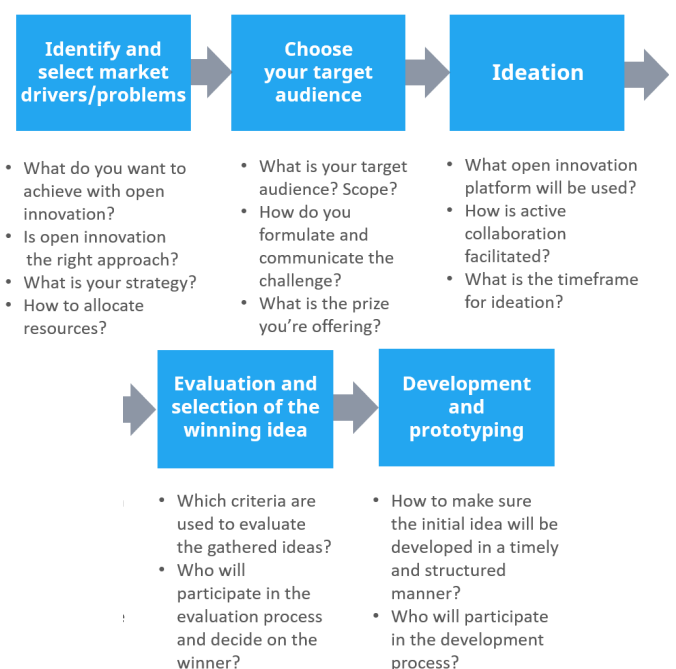 Identify and
select market
drivers/problems
• What do you want to
achieve with open
innovation?
• Is open innovation
the right approach?
• What is your strategy?
• How to allocate
resources?
Choose
your target
audience
• What is your target
audience? Scope?
• How do you
formulate and
communicate the
challenge?
• What is the prize
you’re offering?
Ideation
• What open innovation
platform will be used?
• How is active
collaboration
facilitated?
• What is the timeframe
for ideation?
Evaluation and
selection of the
winning idea
• Which criteria are
used to evaluate
the gathered ideas?
• Who will
participate in the
evaluation process
and decide on the
winner?
Development
and
prototyping
• How to make sure
the initial idea will be
developed in a timely
and structured
manner?
• Who will participate
in the development
process?